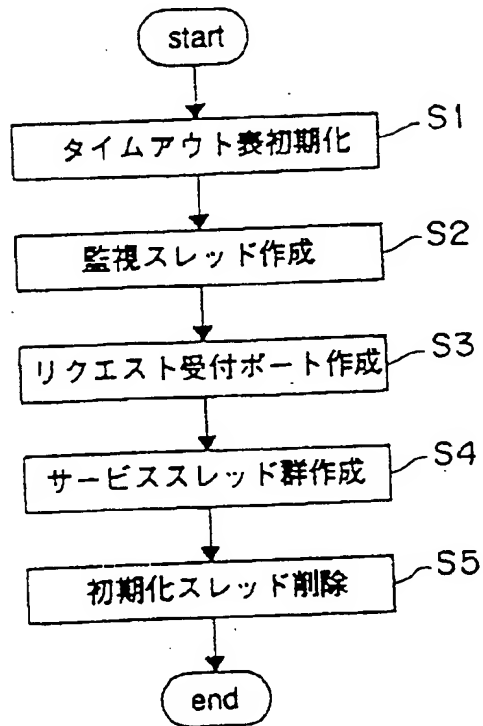 start
タイムアウト表初期化
S1
監視スレッド作成
S2
リクエスト受付ポート作成
S3
サービススレッド群作成
S4
初期化スレッド削除
S5
end